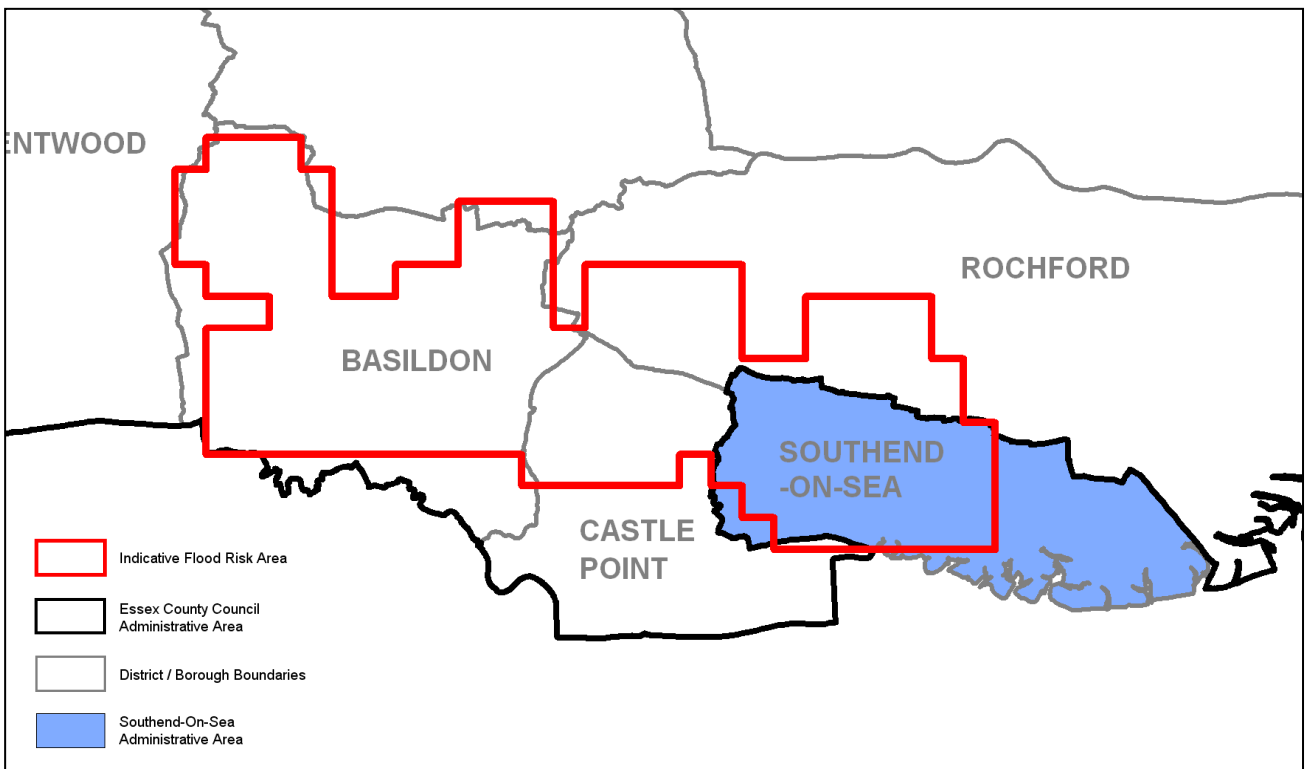 ENTWOOD
ROCHFORD
BASILDON
SOUTHEND
-ON-SEA
CASTLE
POINT
Indicative Flood Risk Area
Essex County Council
Administrative Area
District / Borough Boundaries
Southend-On-Sea
Administrative Area